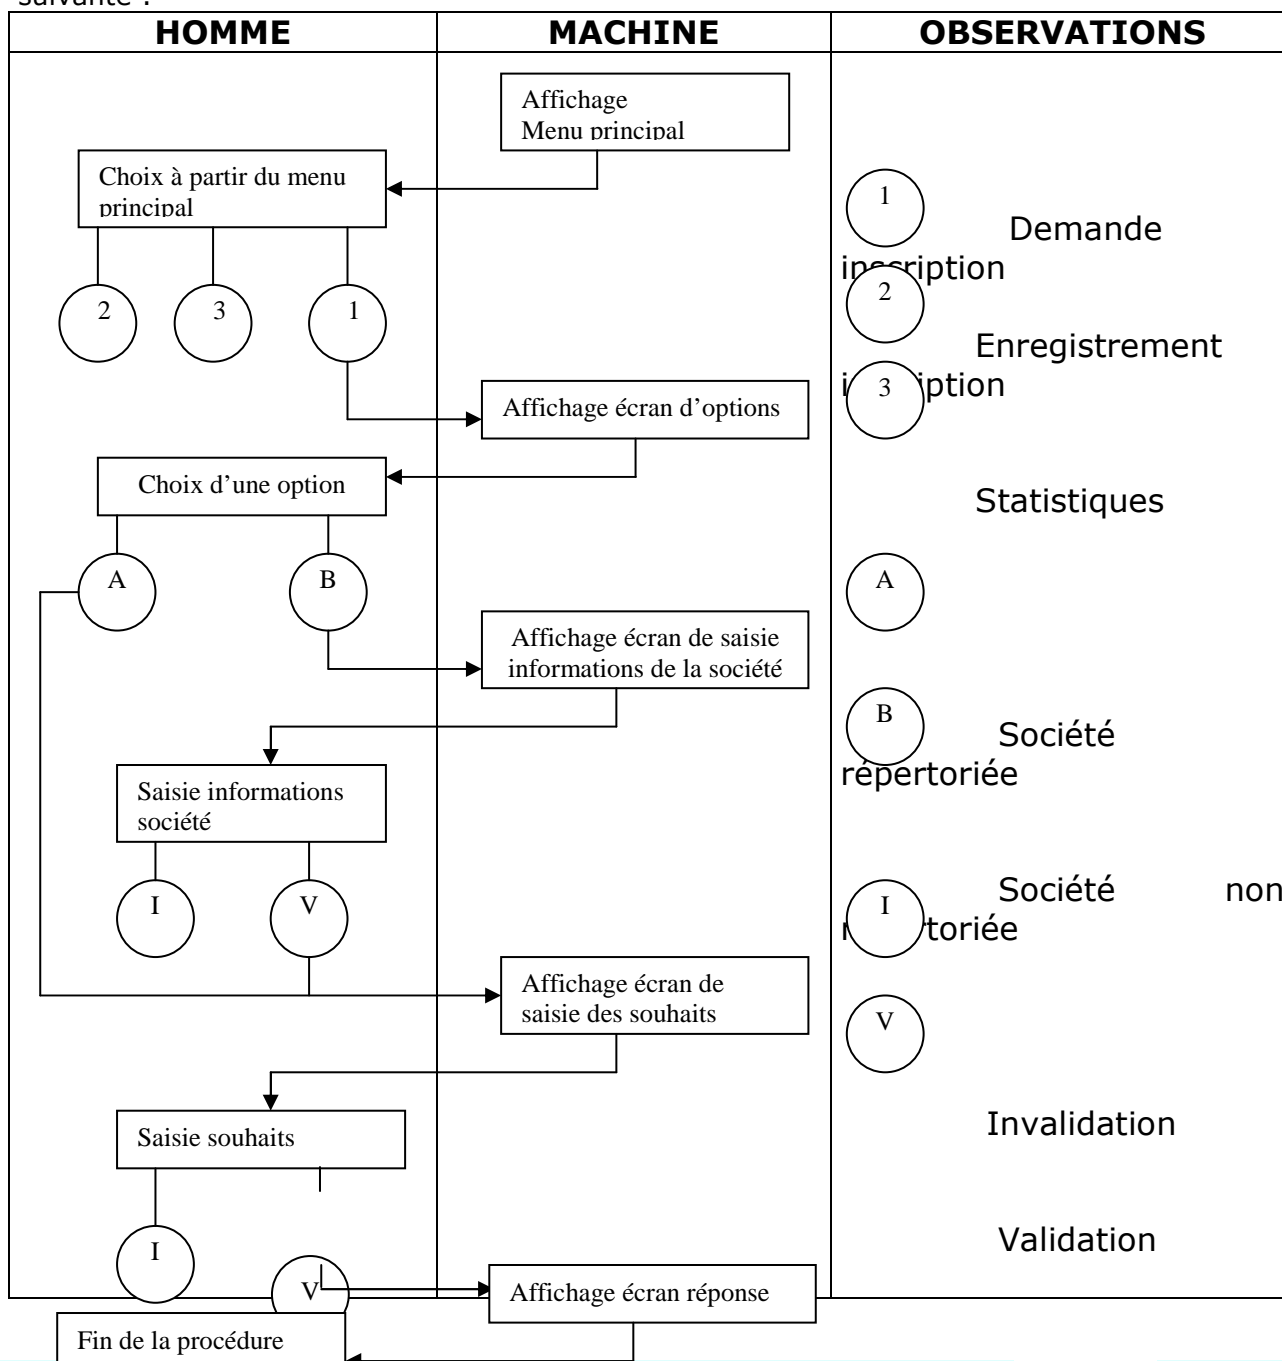 suivante :
HOMME
MACHINE
OBSERVATIONS
Affichage
Menu principal
Choix à partir du menu
principal
1
Demande
inscription
2
3
1
2
Enregistrement
3
Affichage écran d'options
Choix d'une option
Statistiques
A
B
A
Affichage écran de saisie
informations de la société
B
Société
répertoriée
Saisie informations
société
I
V
I
Société non
Affichage écran de
saisie des souhaits
V
Saisie souhaits
Invalidation
I
Validation
V
Affichage écran réponse
Fin de la procédure